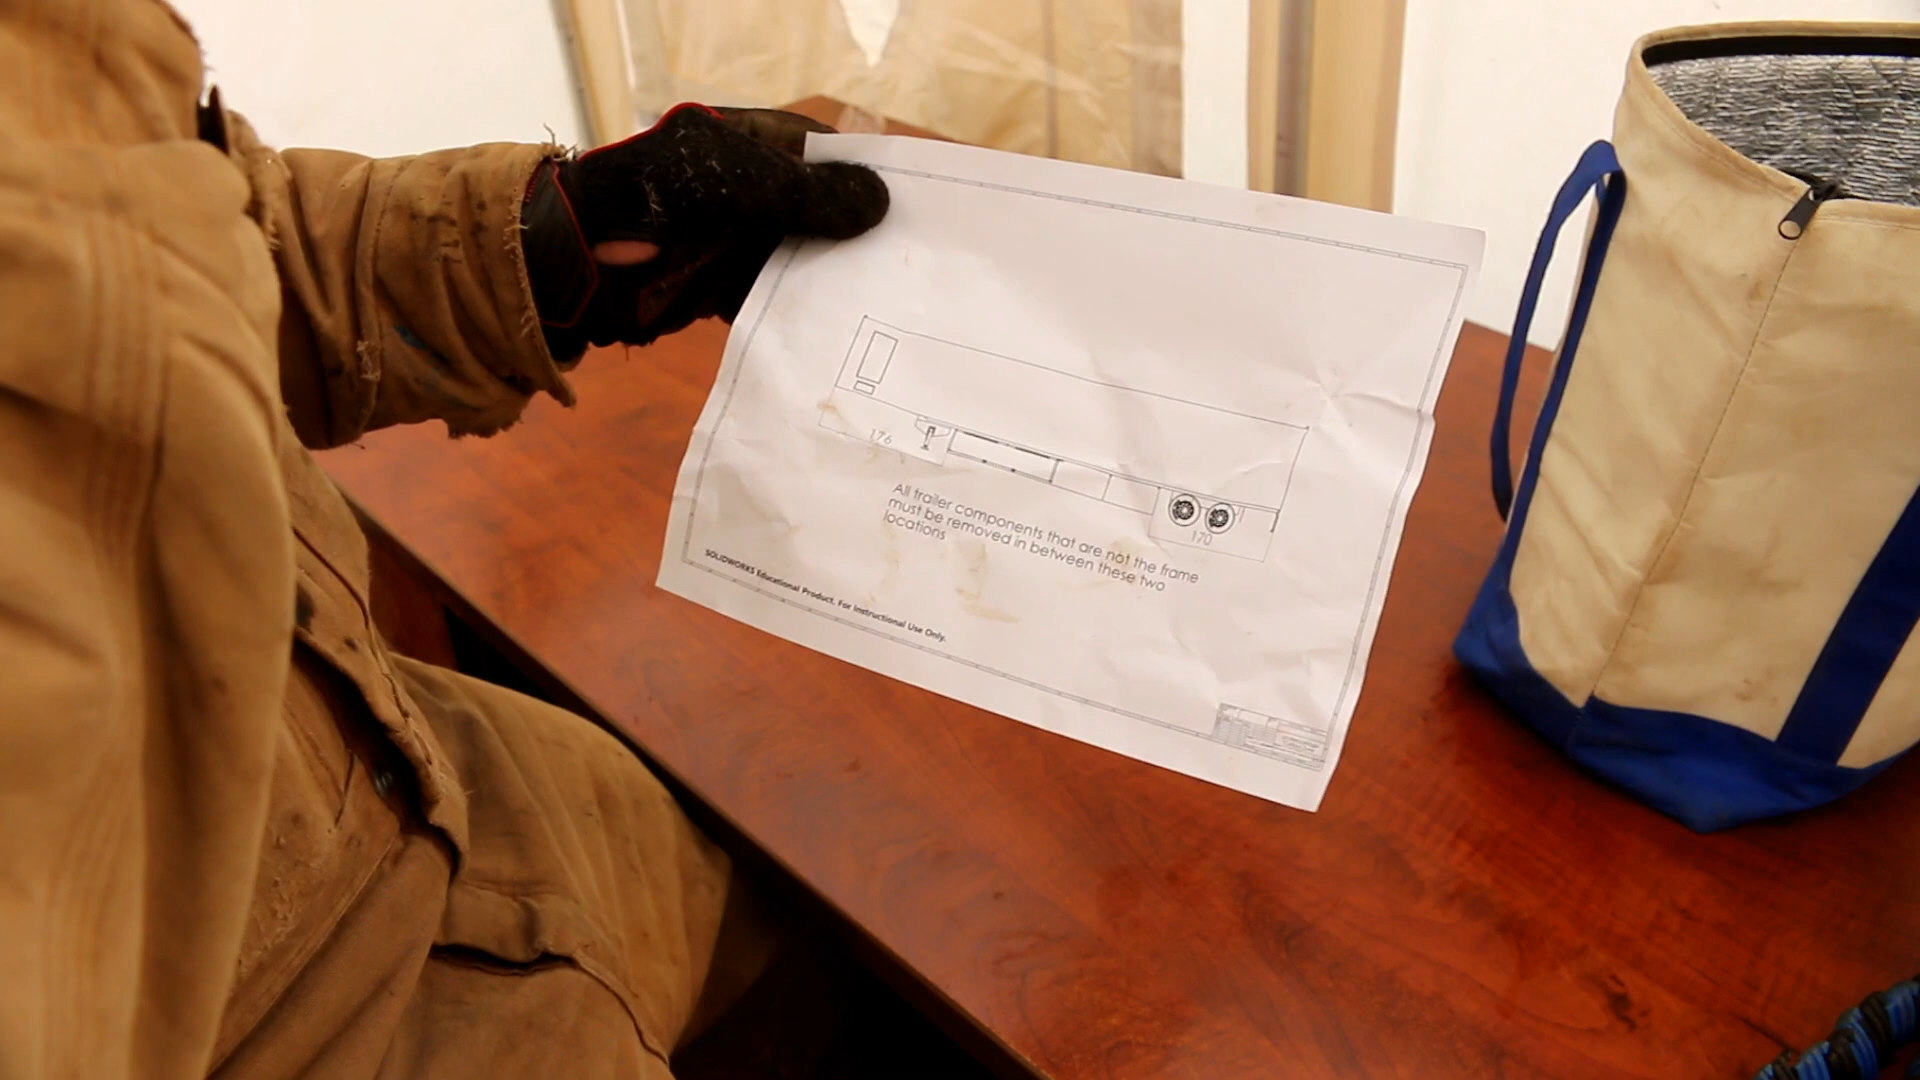 176
170
All trailer components that are not the frame
must be removed in between these two
locations
SOLIDWORKS Educational Product. For Instructional Use Only.